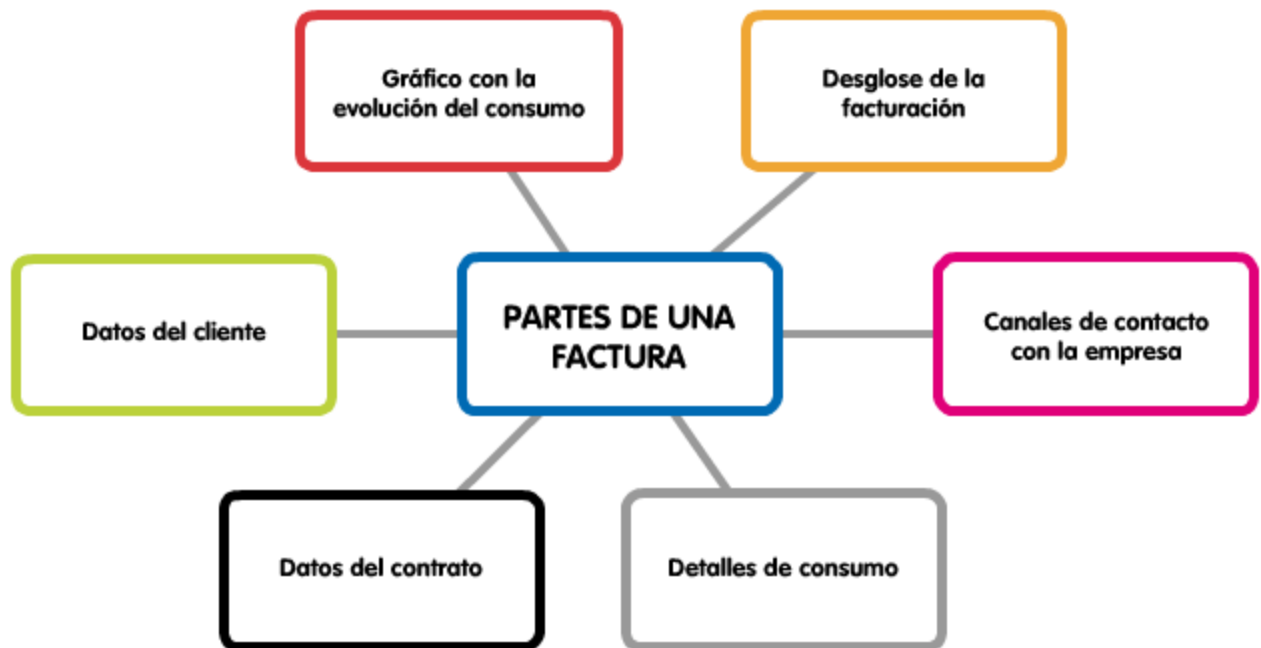 Gráfico con la
evolución del consumo
Desglose de la
facturación
Datos del cliente
PARTES DE UNA
FACTURA
Canales de contacto
con la empresa
Datos del contrato
Detalles de consumo